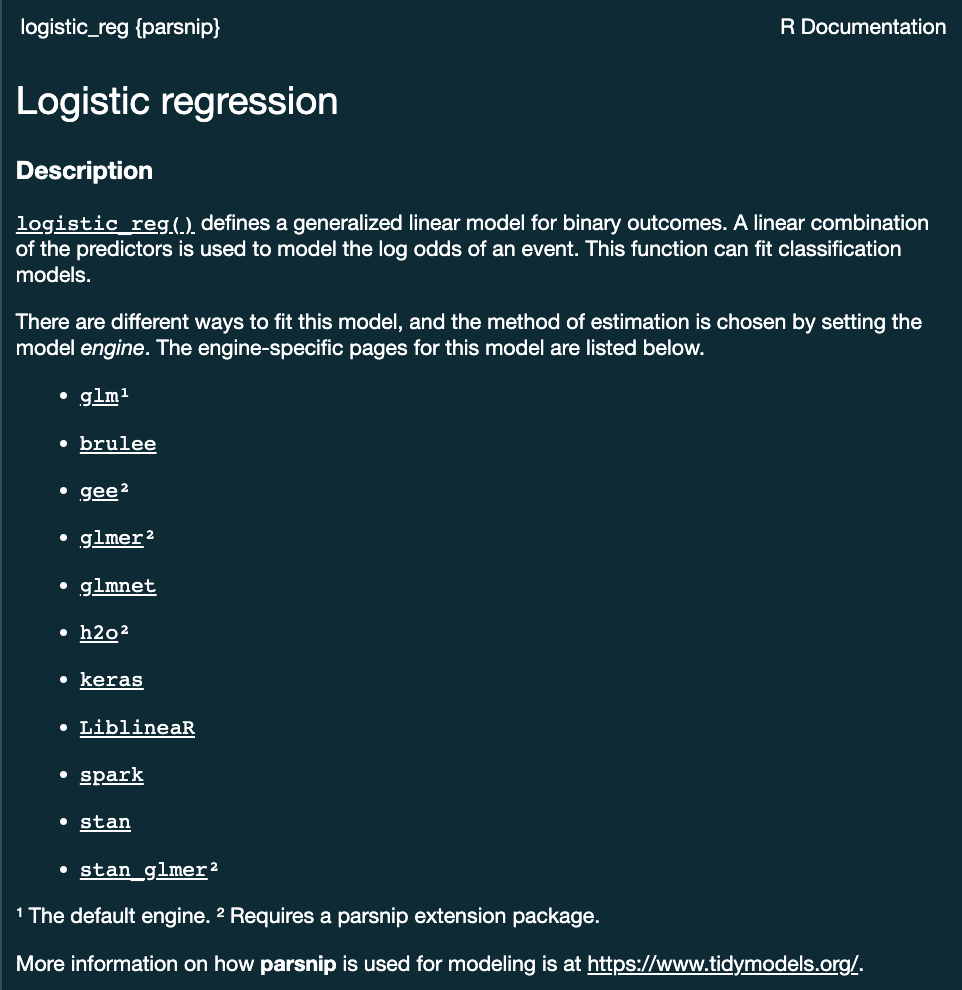 logistic_reg {parsnip}
R Documentation
Logistic regression
Description
logistic_reg() defines a generalized linear model for binary outcomes. A linear combination
of the predictors is used to model the log odds of an event. This function can fit classification
models.
There are different ways to fit this model, and the method of estimation is chosen by setting the
model engine. The engine-specific pages for this model are listed below.
• glm¹
• brulee
• gee²
• glmer²
• glmnet
• h2o²
• keras
• LiblineaR
• spark
• stan
• stan_glmer²
¹ The default engine. ² Requires a parsnip extension package.
More information on how parsnip is used for modeling is at https://www.tidymodels.org/.